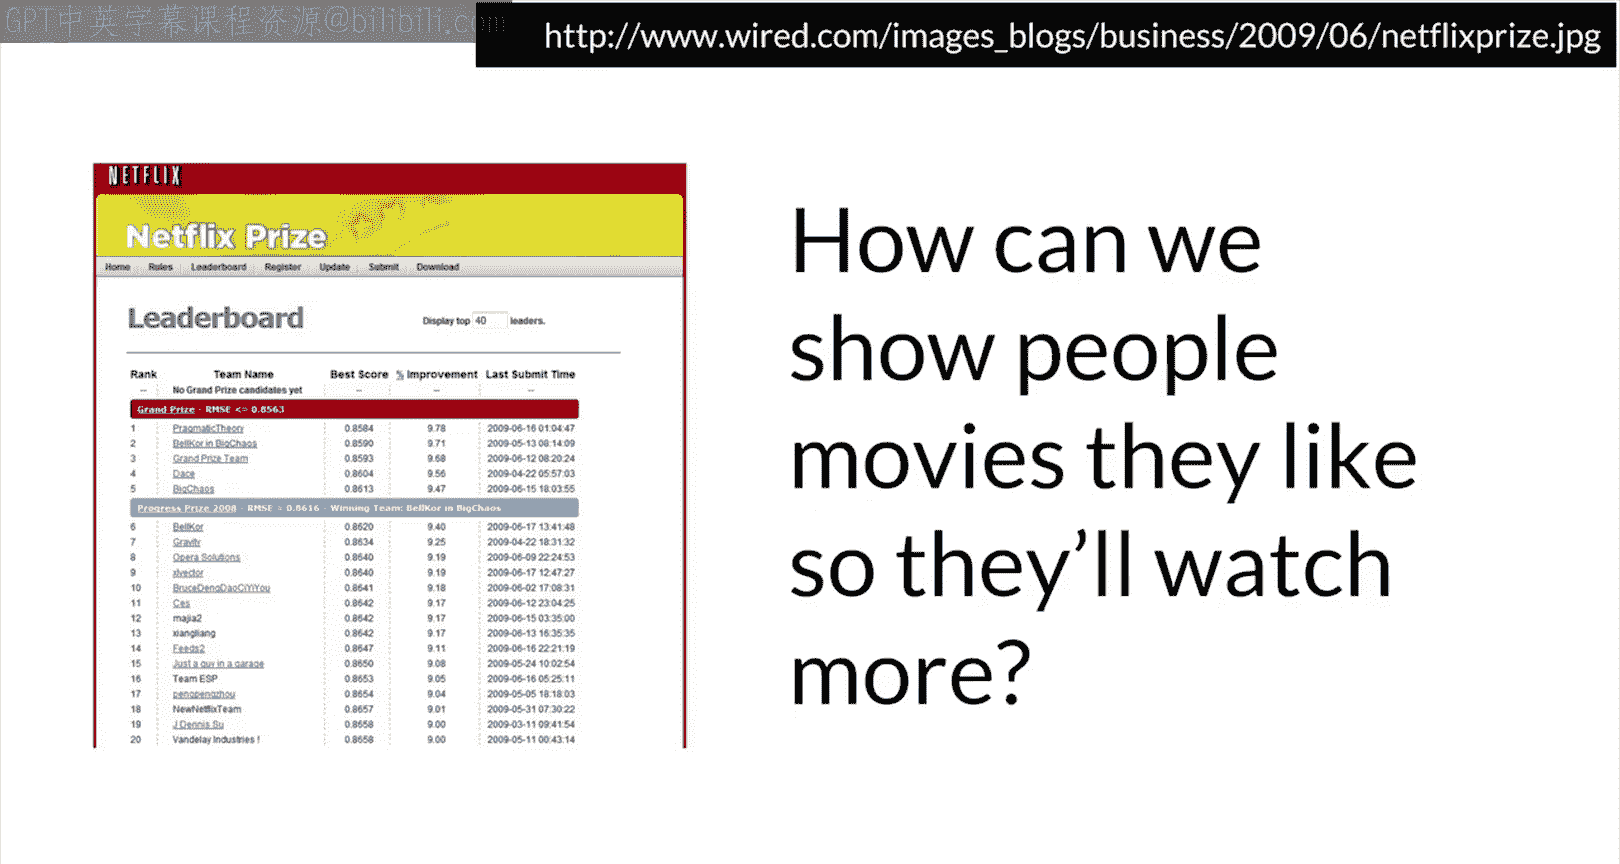 GPT中英字幕课程资源@bilibili.com
http://www.wired.com/images_blogs/business/2009/06/netflixprize.jpg
NETFLIX
Netflix Prize
Home Rules Leaderboard Register Update Submit Download
Leaderboard
Display top 40 leaders.
Rank Team Name Best Score % Improvement Last Submit Time
-- No Grand Prize candidates yet -- -- --
Grand Prize - RMSE <= 0.8563
1 PragmaticTheory 0.8584 9.78 2009-06-16 01:04:47
2 BellKor in BigChaos 0.8590 9.71 2009-05-13 08:14:09
3 Grand Prize Team 0.8593 9.68 2009-06-12 08:20:24
4 Dace 0.8604 9.56 2009-04-22 05:57:03
5 BigChaos 0.8613 9.47 2009-06-15 18:03:55
Progress Prize 2008 - RMSE = 0.8616 - Winning Team: BellKor in BigChaos
6 BellKor 0.8620 9.40 2009-06-17 13:41:48
7 Gravity 0.8634 9.25 2009-04-22 18:31:32
8 Opera Solutions 0.8640 9.19 2009-06-09 22:24:53
9 xlvector 0.8640 9.19 2009-06-17 12:47:27
10 BruceDengDaoCiYiYou 0.8641 9.18 2009-06-02 17:08:31
11 Ces 0.8642 9.17 2009-06-12 23:04:25
12 majia2 0.8642 9.17 2009-06-15 03:35:00
13 xiangliang 0.8642 9.17 2009-06-13 16:35:35
14 Feeds2 0.8647 9.11 2009-06-16 22:21:19
15 Just a guy in a garage 0.8650 9.08 2009-05-24 10:02:54
16 Team ESP 0.8653 9.05 2009-06-16 05:25:11
17 pengpengzhou 0.8654 9.04 2009-05-05 18:18:03
18 NewNetflixTeam 0.8657 9.01 2009-05-31 07:30:22
19 J Dennis Su 0.8658 9.00 2009-03-11 09:41:54
20 Vandelay Industries ! 0.8658 9.00 2009-05-11 00:43:14
How can we
show people
movies they like
so they'll watch
more?